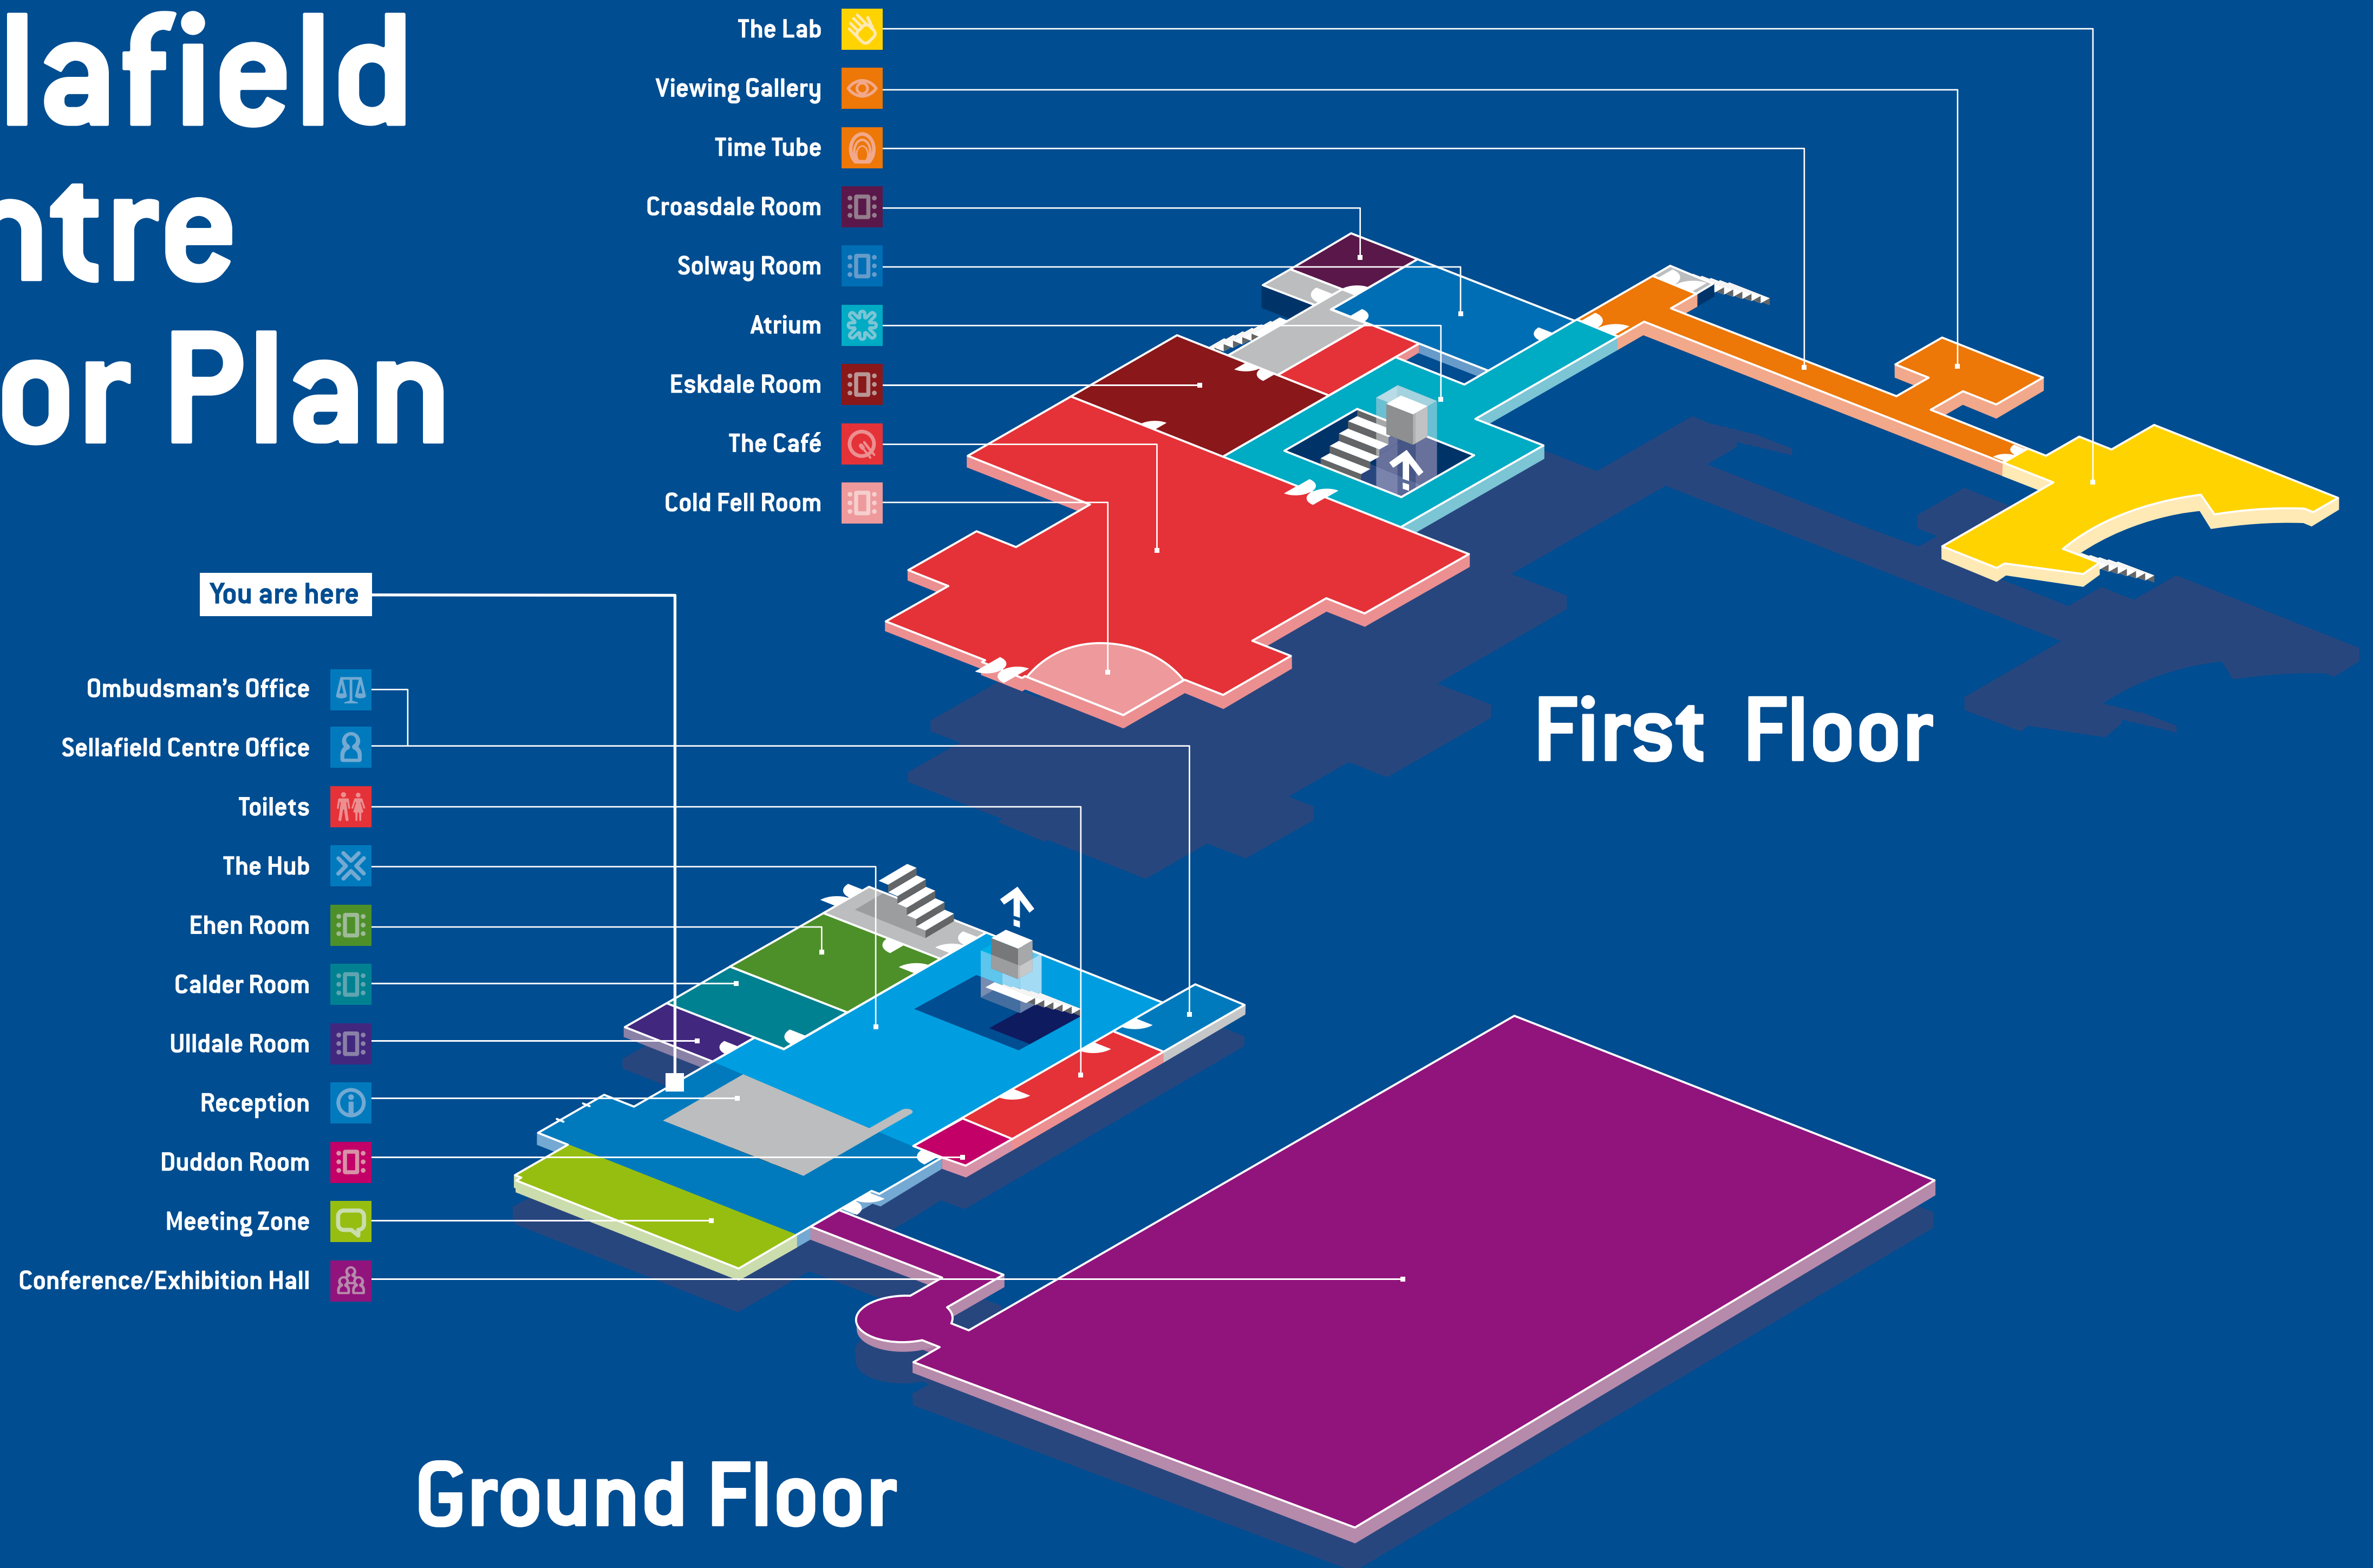 lafield
ntre
or Plan
The Lab
Viewing Gallery
Time Tube
Croasdale Room
Solway Room
Atrium
Eskdale Room
The Café
Cold Fell Room
First Floor
You are here
Ombudsman's Office
Sellafield Centre Office
Toilets
The Hub
Ehen Room
Calder Room
Ulldale Room
Reception
Duddon Room
Meeting Zone
Conference/Exhibition Hall
Ground Floor